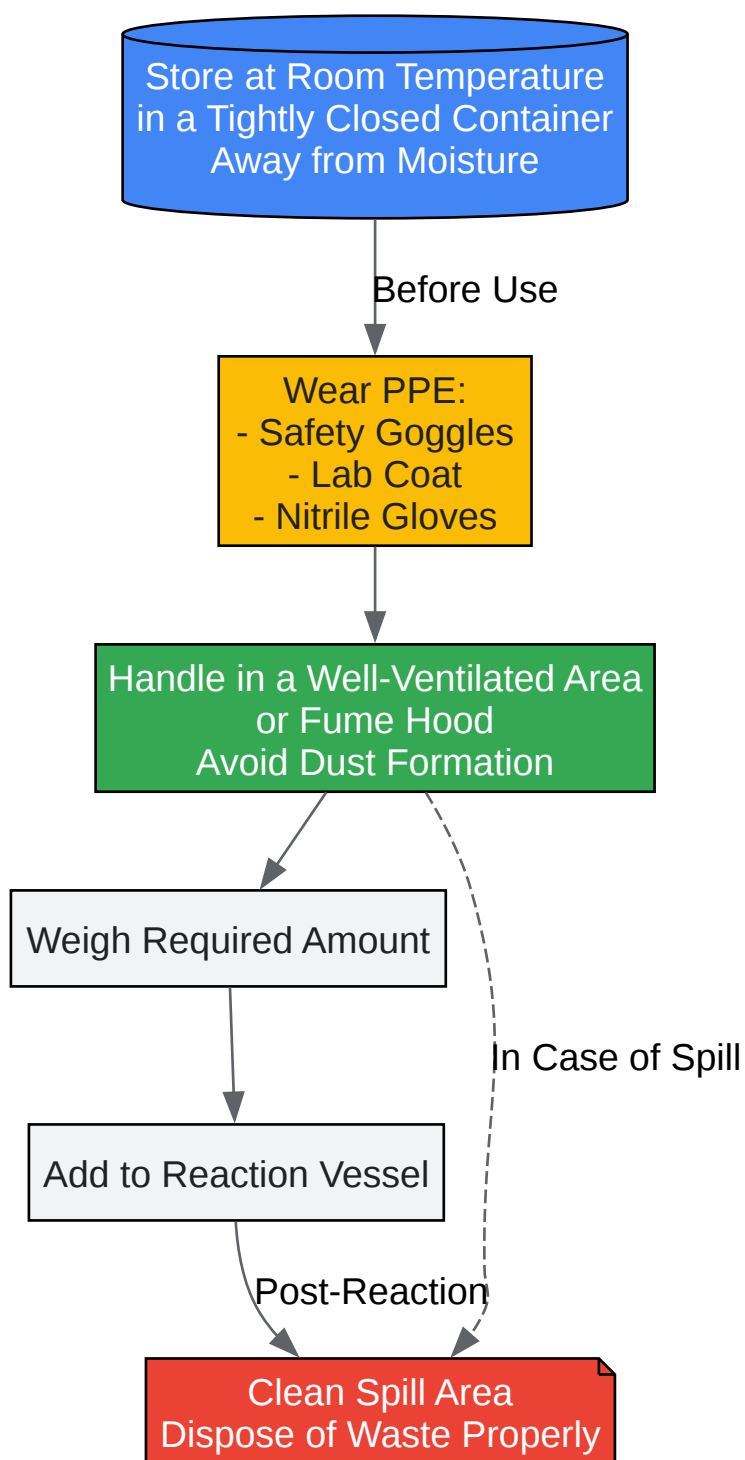 Store at Room Temperature
in a Tightly Closed Container
Away from Moisture
Before Use
Wear PPE:
- Safety Goggles
- Lab Coat
- Nitrile Gloves
Handle in a Well-Ventilated Area
or Fume Hood
Avoid Dust Formation
Weigh Required Amount
In Case of Spill
Add to Reaction Vessel
Post-Reaction
Clean Spill Area
Dispose of Waste Properly